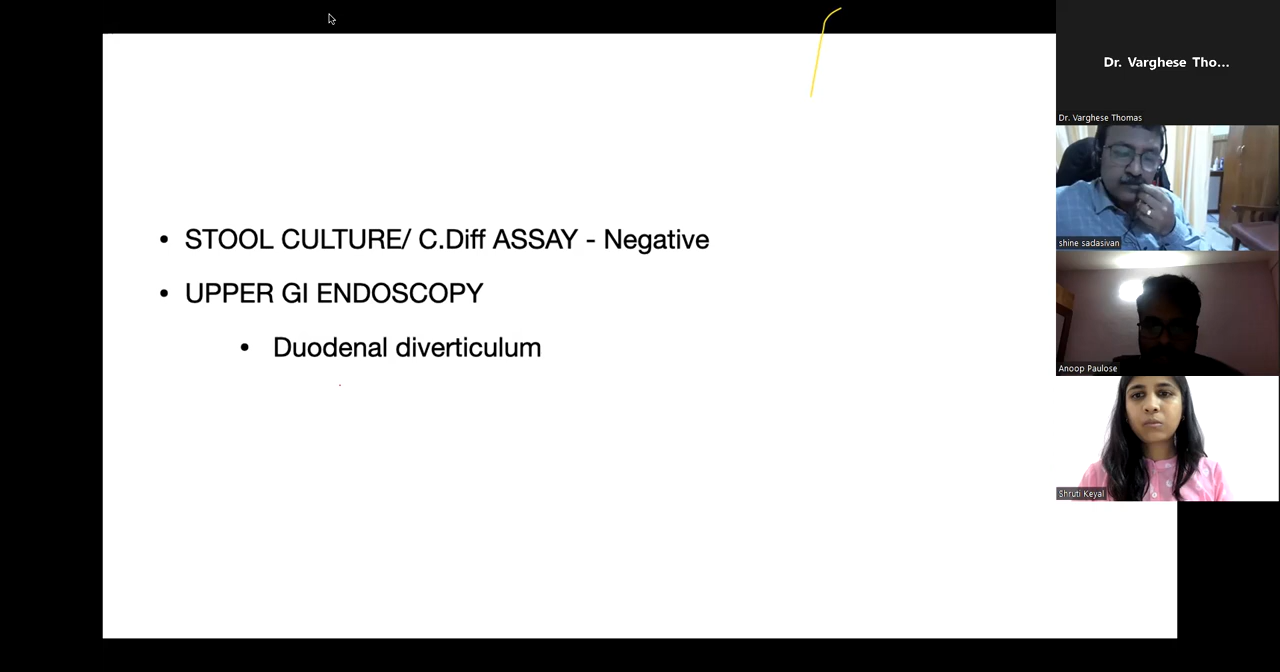 Dr. Varghese Tho...
Dr. Varghese Thomas
• STOOL CULTURE/ C.Diff ASSAY - Negative
shine sadasivan
• UPPER GI ENDOSCOPY
• Duodenal diverticulum
Anoop Paulose
Shruti Keyal